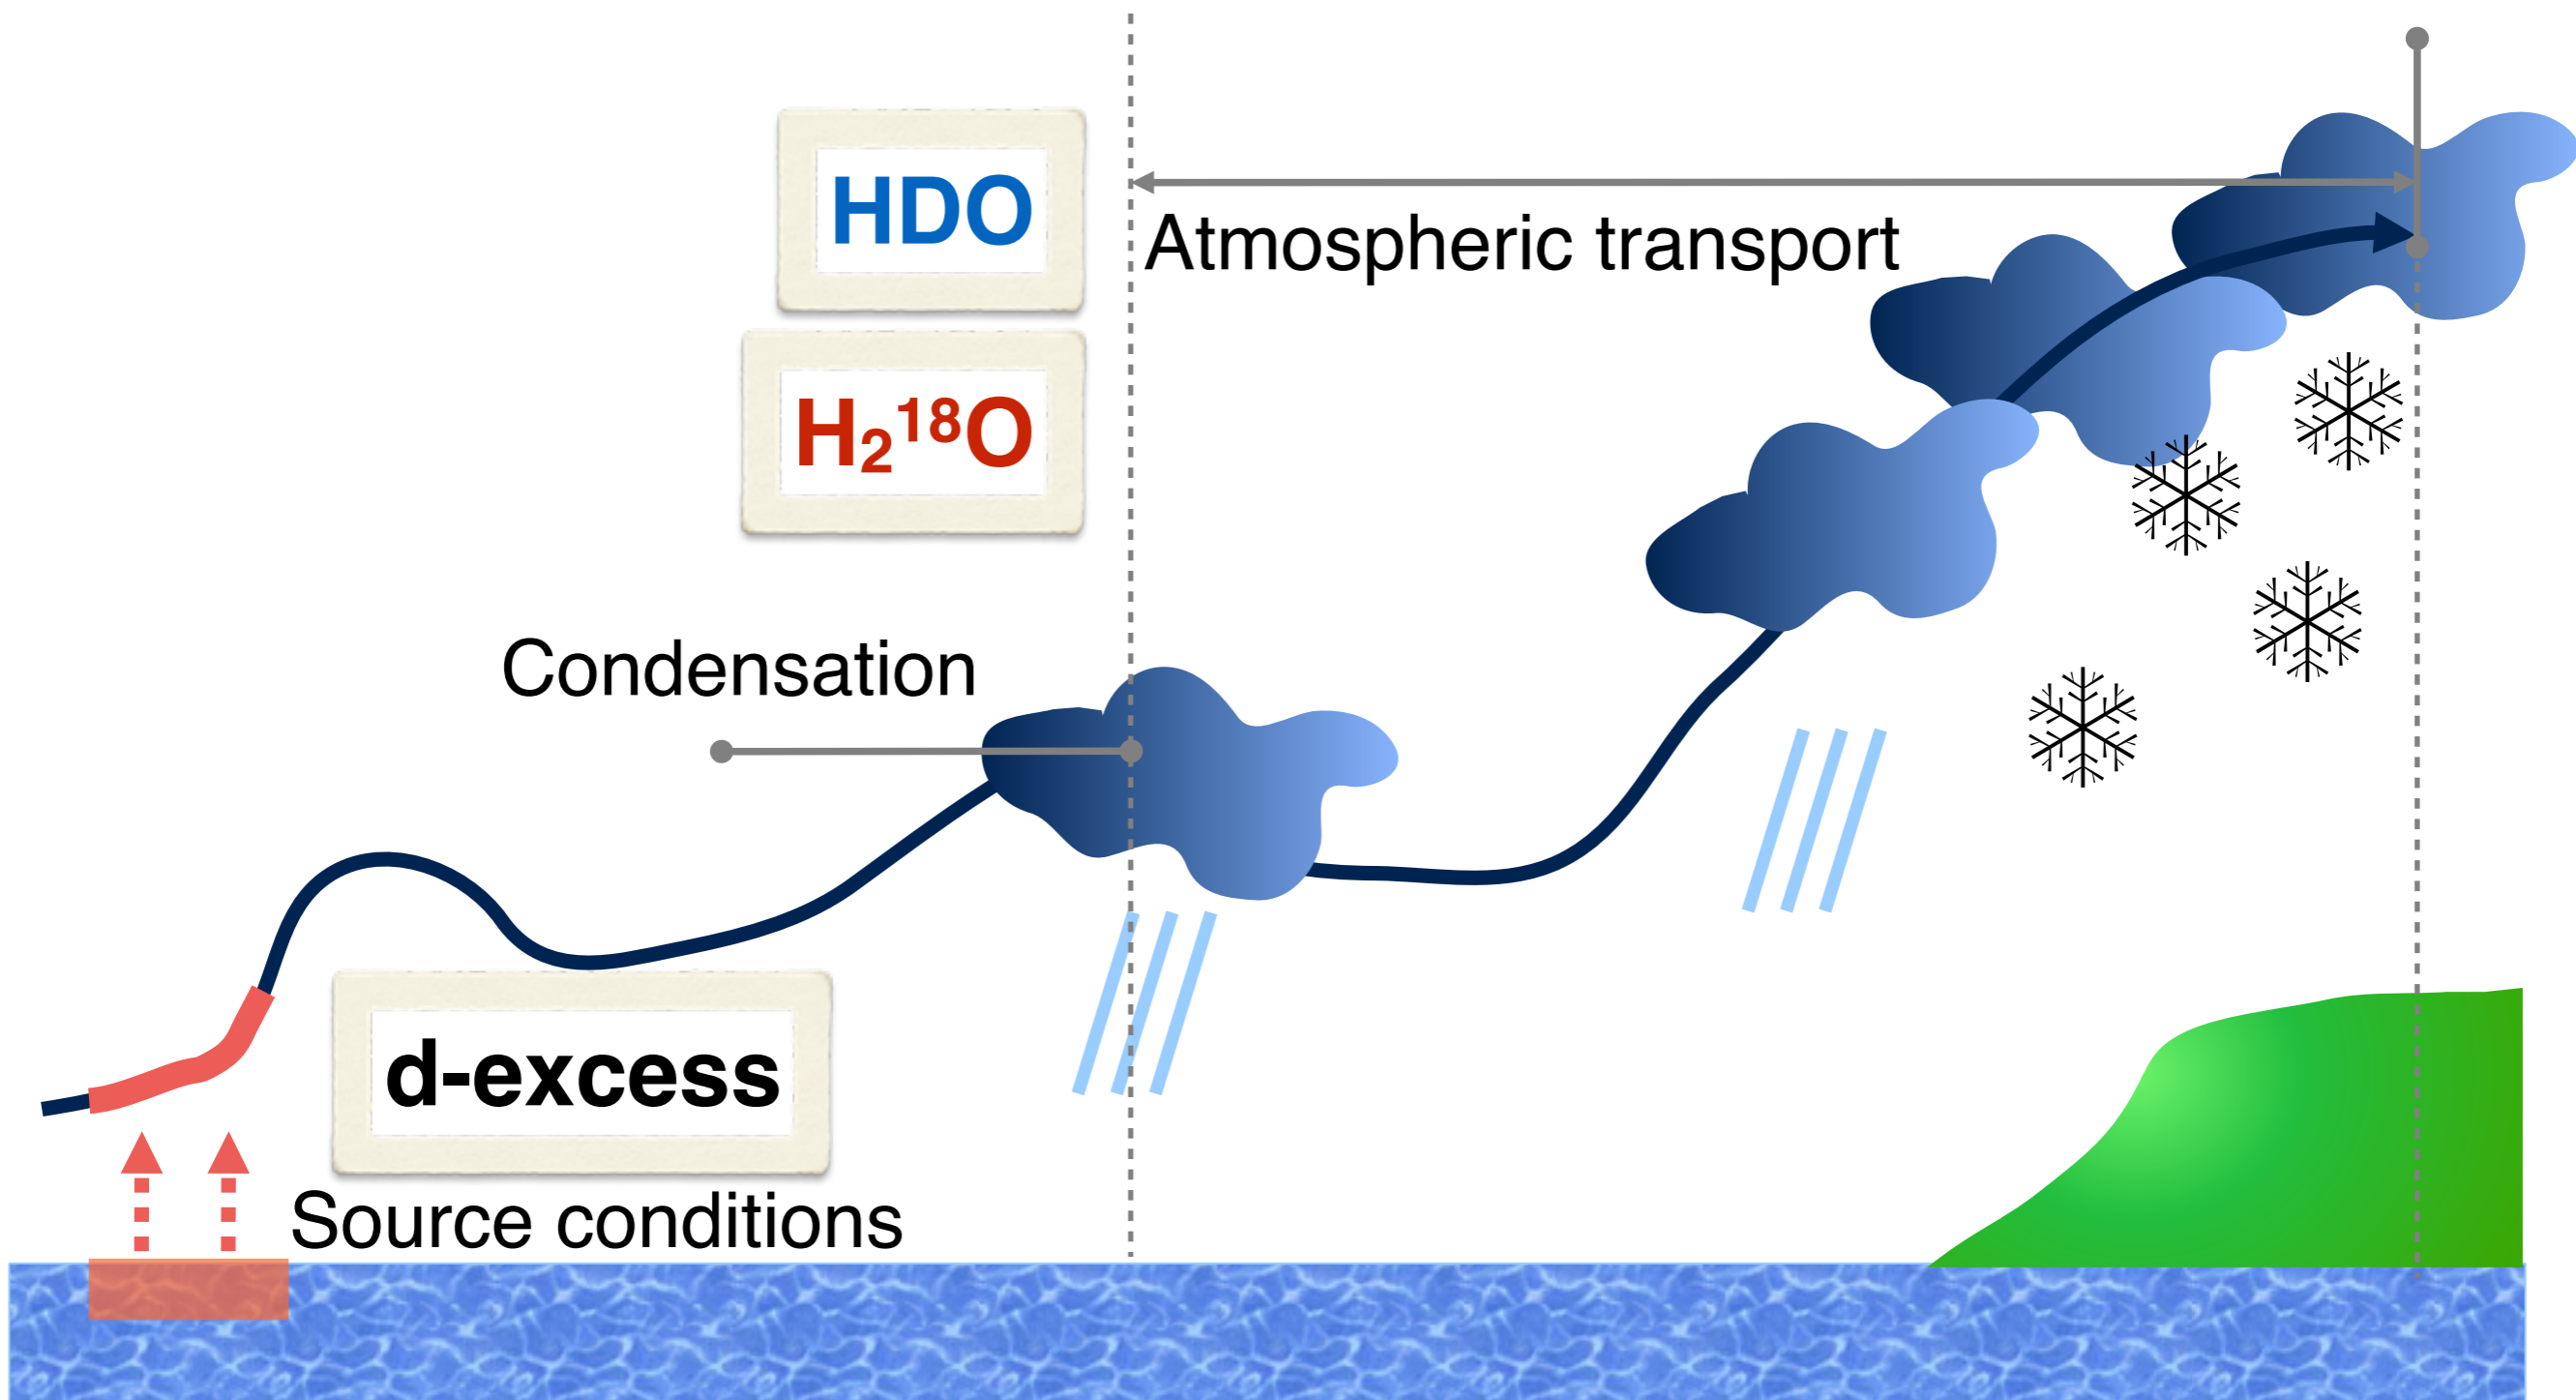 HDO
Atmospheric transport
H₂¹⁸O
Condensation
d-excess
Source conditions